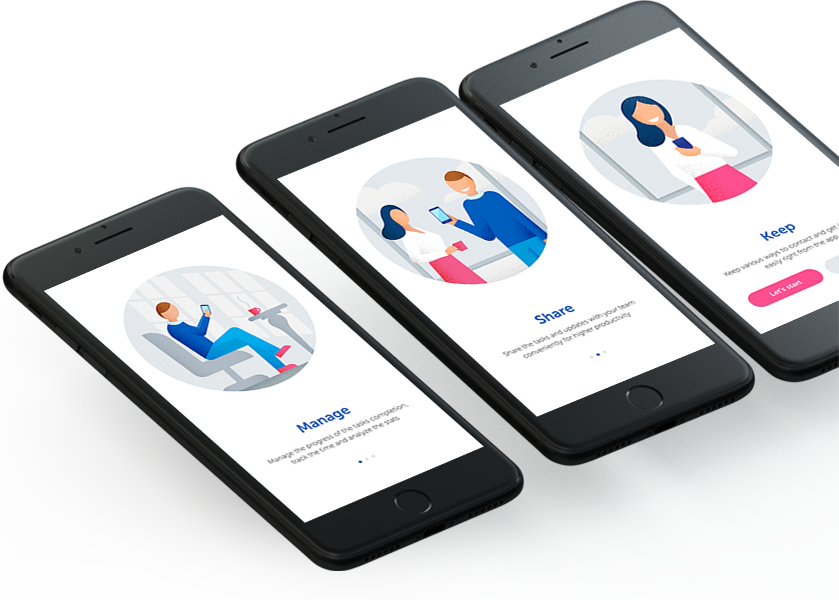 Manage
Manage the progress of the tasks completion,
track the time and analyze the stats
Share
Share the tasks and updates with your team
conveniently for higher productivity
Keep
Keep various ways to contact and get
easily right from the app
Let's start